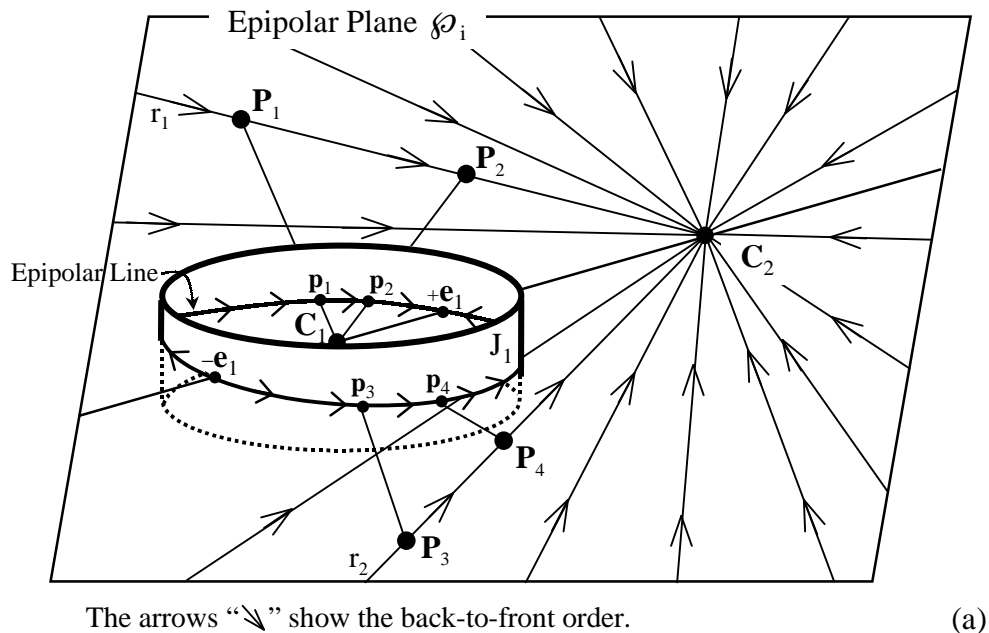 Epipolar Plane ℘i
r1
P1
P2
Epipolar Line
p1
p2
+e1
C1
C2
J1
−e1
p3
p4
P4
P3
r2
The arrows “↘” show the back-to-front order.
(a)